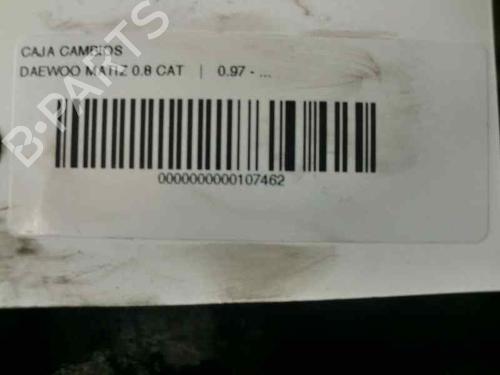 CAJA CAMBIOS
DAEWOO MATIZ 0.8 CAT | 0.97 - ...
0000000000107462
B-PARTS